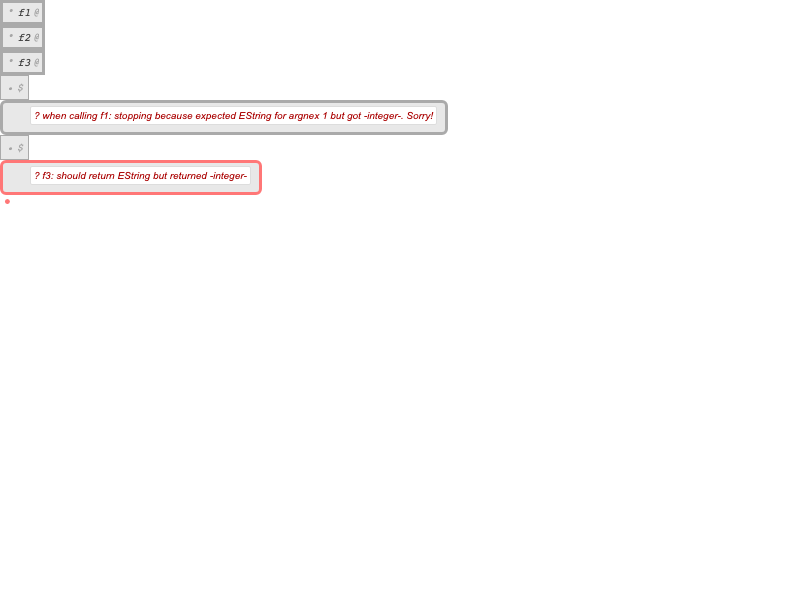 * f1 @
* f2 @
* f3 @
• $
? when calling f1: stopping because expected EString for argnex 1 but got -integer-. Sorry!
• $
? f3: should return EString but returned -integer-